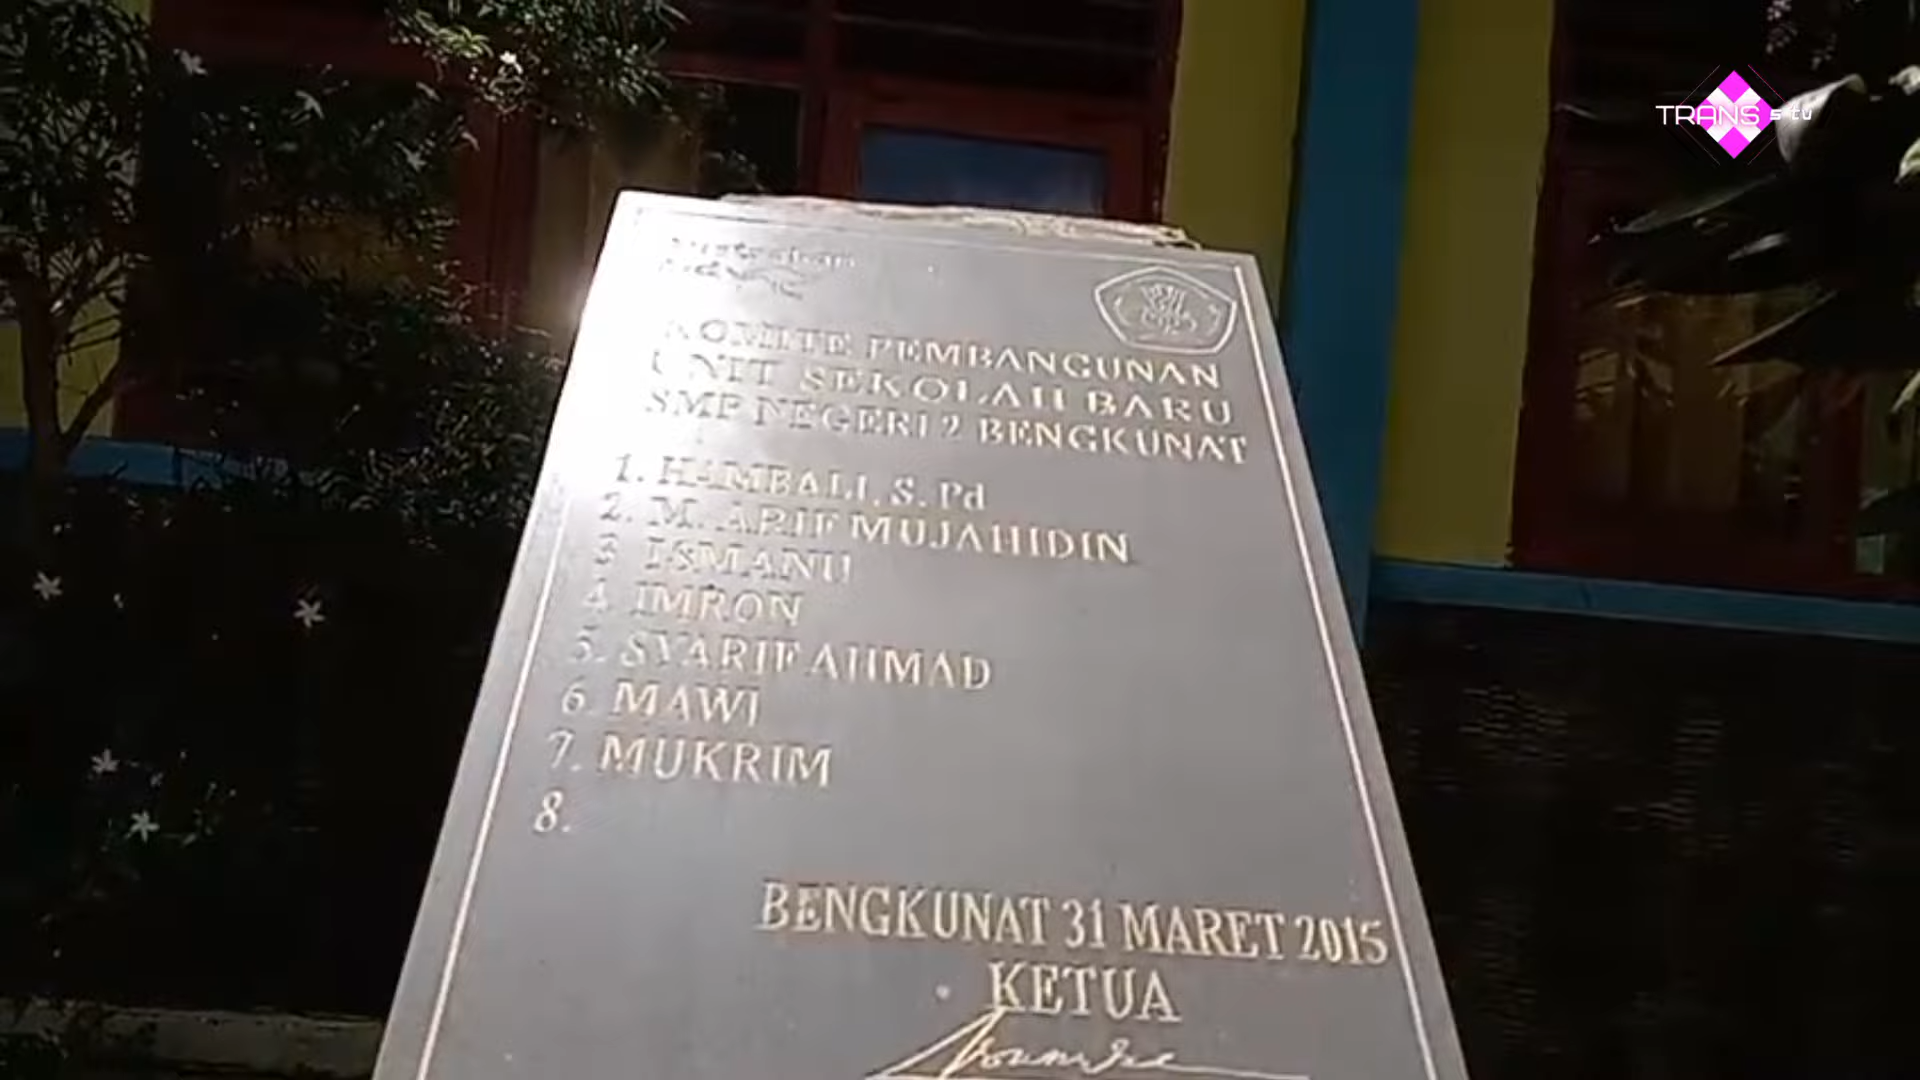 TRANS
s tu
KOMITE PEMBANGUNAN
UNIT SEKOLAH BARU
SMP NEGERI 2 BENGKUNAT
1. HAMBALI, S. Pd
2. M. ARIF MUJAHIDIN
3 ISMANU
4. IMRON
5. SYARIF AHMAD
6. MAWI
7. MUKRIM
8.
BENGKUNAT 31 MARET 2015
KETUA